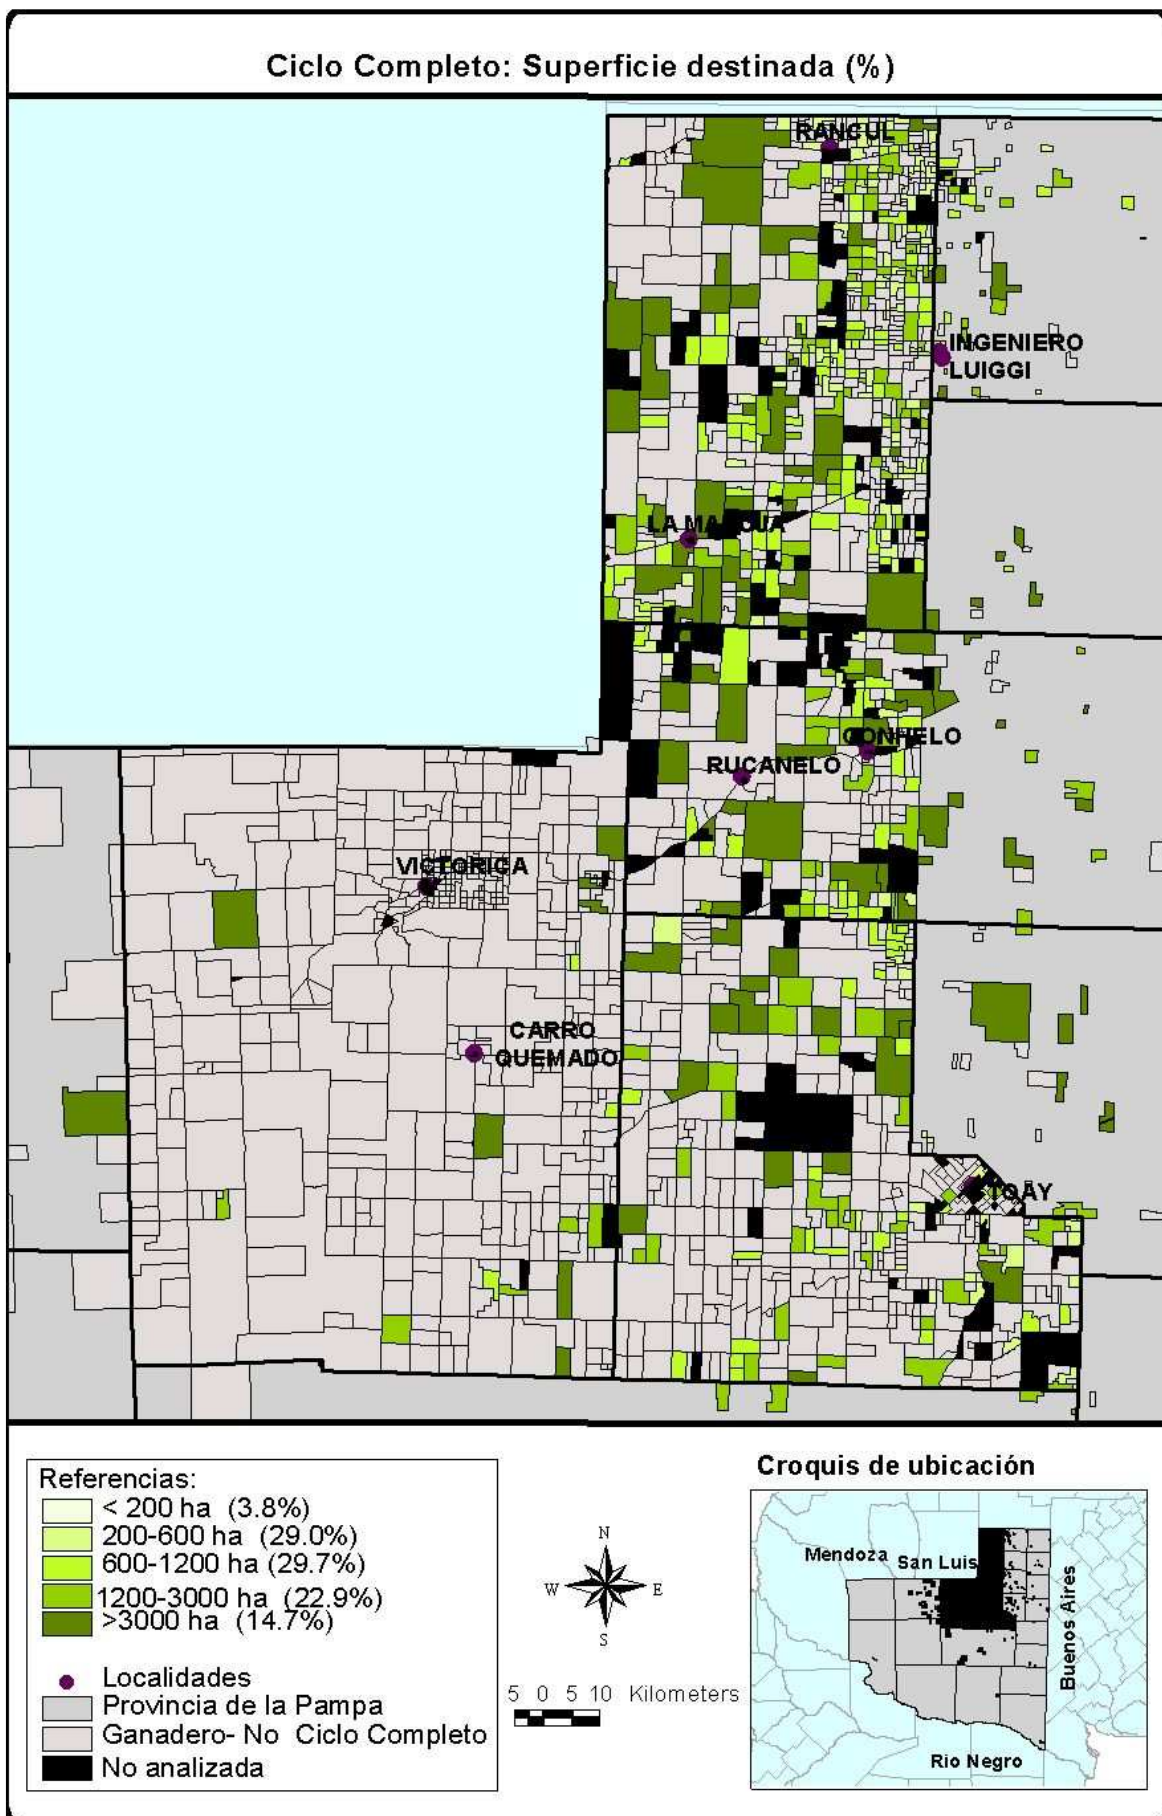 Ciclo Completo: Superficie destinada (%)
RANCUL
INGENIERO
LUIGGI
LA MARUJA
CONHELO
RUCANELO
VICTORICA
CARRO
QUEMADO
TOAY
Referencias:
< 200 ha (3.8%)
200-600 ha (29.0%)
600-1200 ha (29.7%)
1200-3000 ha (22.9%)
>3000 ha (14.7%)
Localidades
Provincia de la Pampa
Ganadero- No Ciclo Completo
No analizada
N
W E
S
5 0 5 10 Kilometers
Croquis de ubicación
Mendoza
San Luis
Buenos Aires
Rio Negro